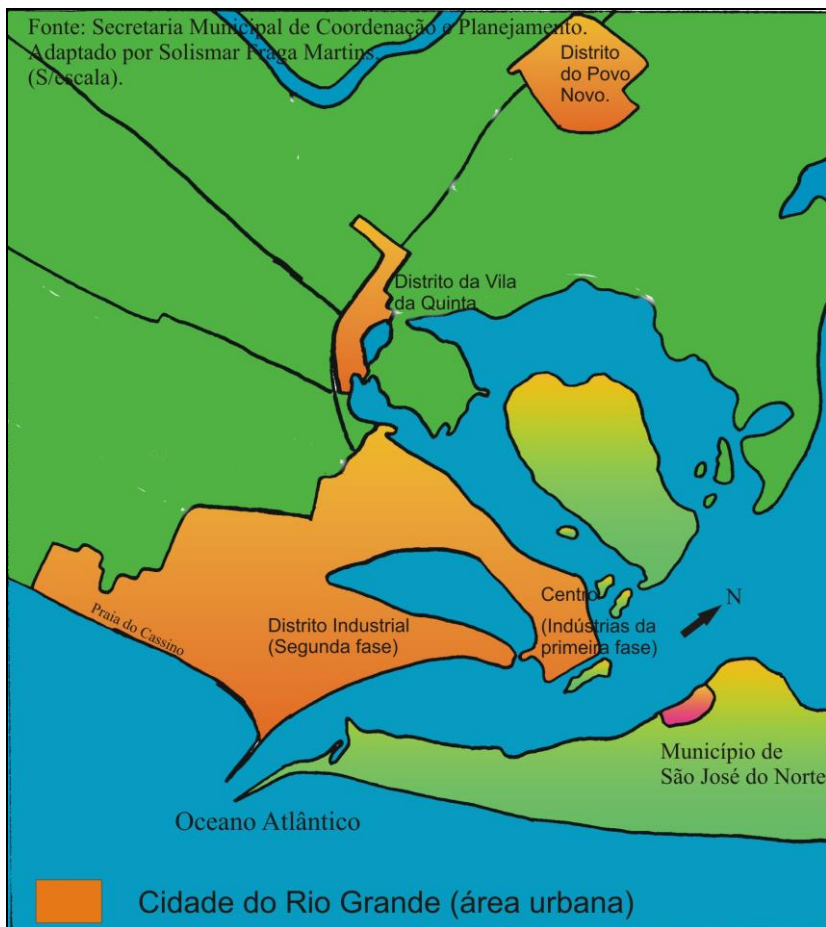 Fonte: Secretaria Municipal de Coordenação e Planejamento.
Adaptado por Solismar Fraga Martins.
(S/escala).
Distrito
do Povo
Novo.
Distrito da Vila
da Quinta
Centro
(Indústrias da
primeira fase)
N
Distrito Industrial
(Segunda fase)
Praia do Cassino
Município de
São José do Norte
Oceano Atlântico
Cidade do Rio Grande (área urbana)